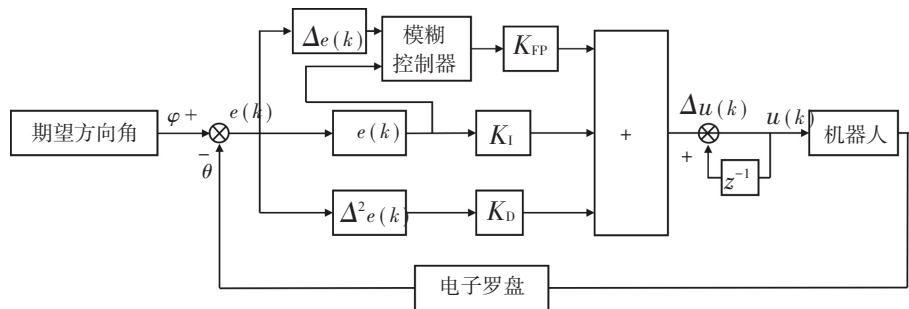 Δe(k)
模糊
控制器
K_FP
期望方向角
φ +
e(k)
e(k)
K_I
+
Δu(k)
u(k)
机器人
−
θ
+
z⁻¹
Δ²e(k)
K_D
电子罗盘